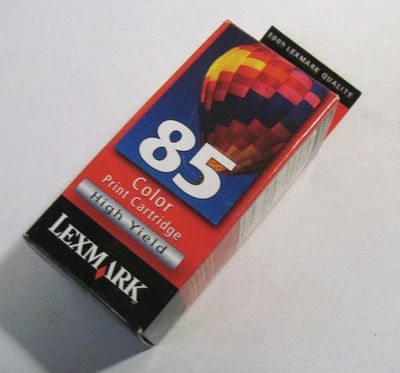 100% LEXMARK QUALITY
85
Color
Print Cartridge
High Yield
LEXMARK